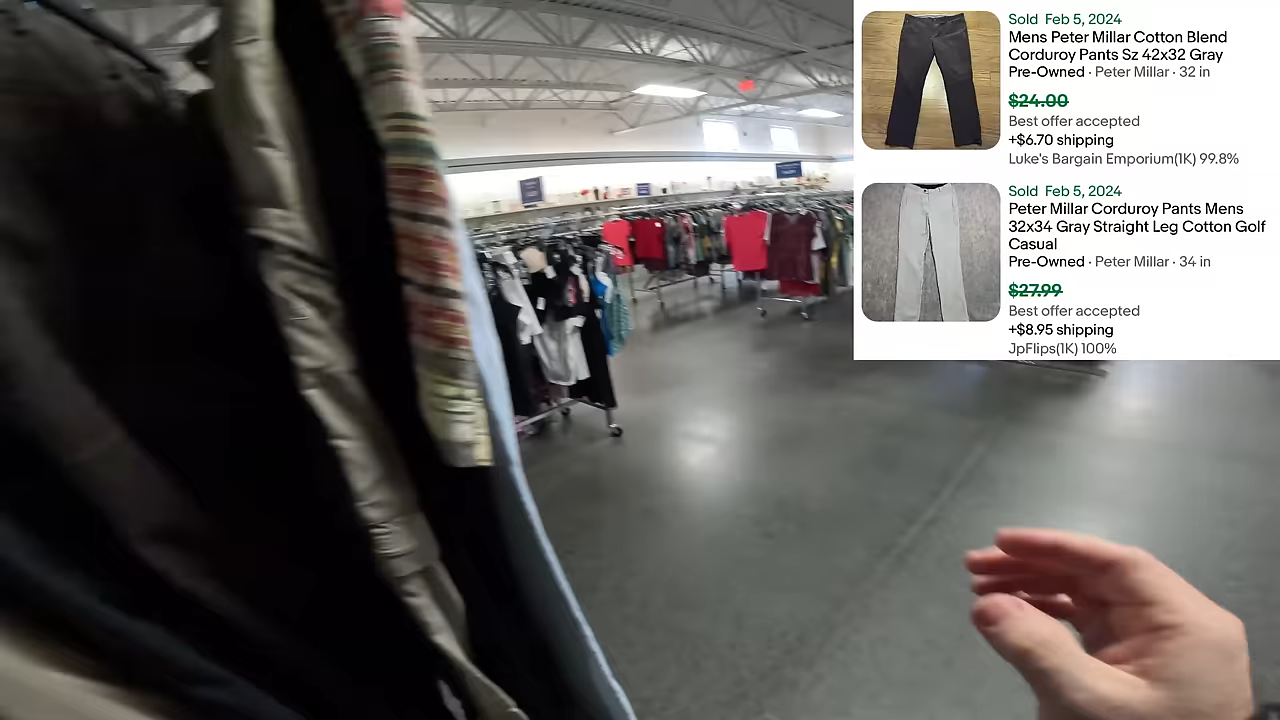 Sold Feb 5, 2024
Mens Peter Millar Cotton Blend
Corduroy Pants Sz 42x32 Gray
Pre-Owned · Peter Millar · 32 in
$24.00
Best offer accepted
+$6.70 shipping
Luke's Bargain Emporium(1K) 99.8%
Sold Feb 5, 2024
Peter Millar Corduroy Pants Mens
32x34 Gray Straight Leg Cotton Golf
Casual
Pre-Owned · Peter Millar · 34 in
$27.99
Best offer accepted
+$8.95 shipping
JpFlips(1K) 100%